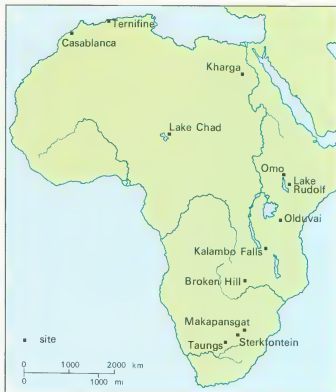 Ternifine
Casablanca
Kharga
Lake Chad
Omo
Lake
Rudolf
Olduvai
Kalambo Falls
Broken Hill
Makapansgat
Sterkfontein
Taungs
site
0 1000 2000 km
0 1000 mi